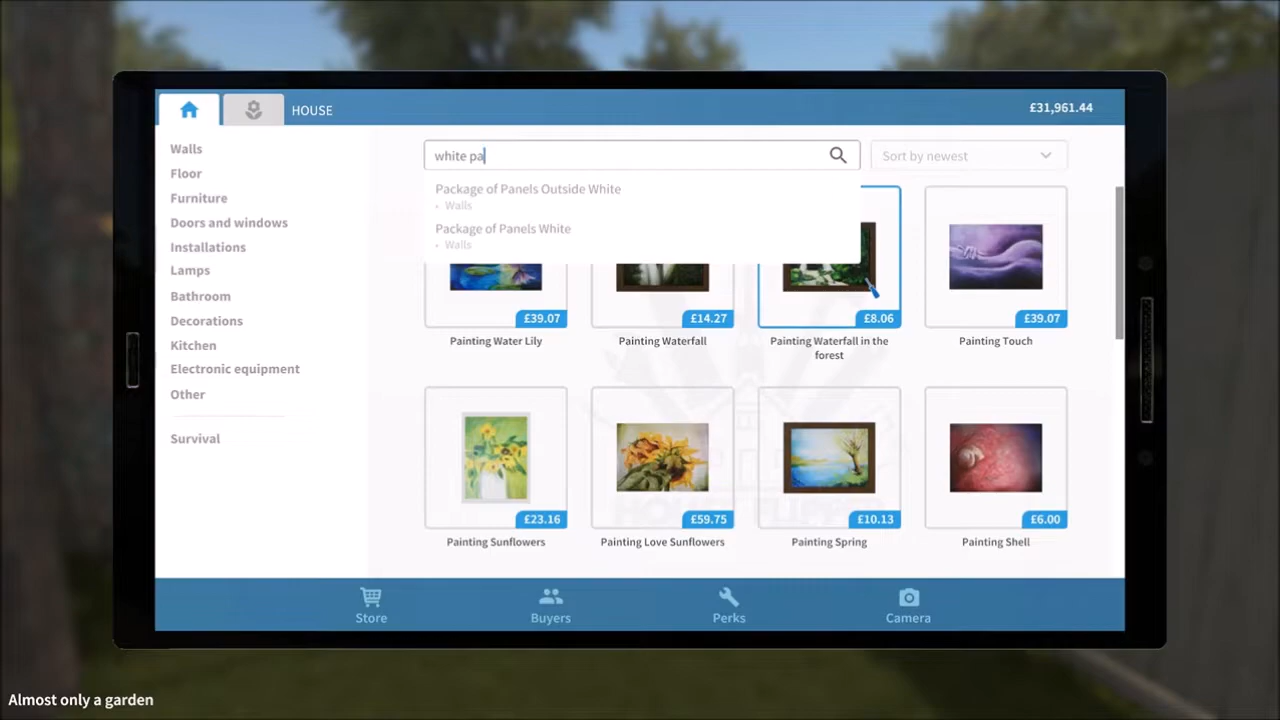 HOUSE
£31,961.44
Walls
Floor
Furniture
Doors and windows
Installations
Lamps
Bathroom
Decorations
Kitchen
Electronic equipment
Other
Survival
white pa
Sort by newest
Package of Panels Outside White
• Walls
Package of Panels White
• Walls
£39.07
£14.27
£8.06
£39.07
Painting Water Lily
Painting Waterfall
Painting Waterfall in the
forest
Painting Touch
£23.16
£59.75
£10.13
£6.00
Painting Sunflowers
Painting Love Sunflowers
Painting Spring
Painting Shell
HOUSE FLIPPER
Store
Buyers
Perks
Camera
Almost only a garden